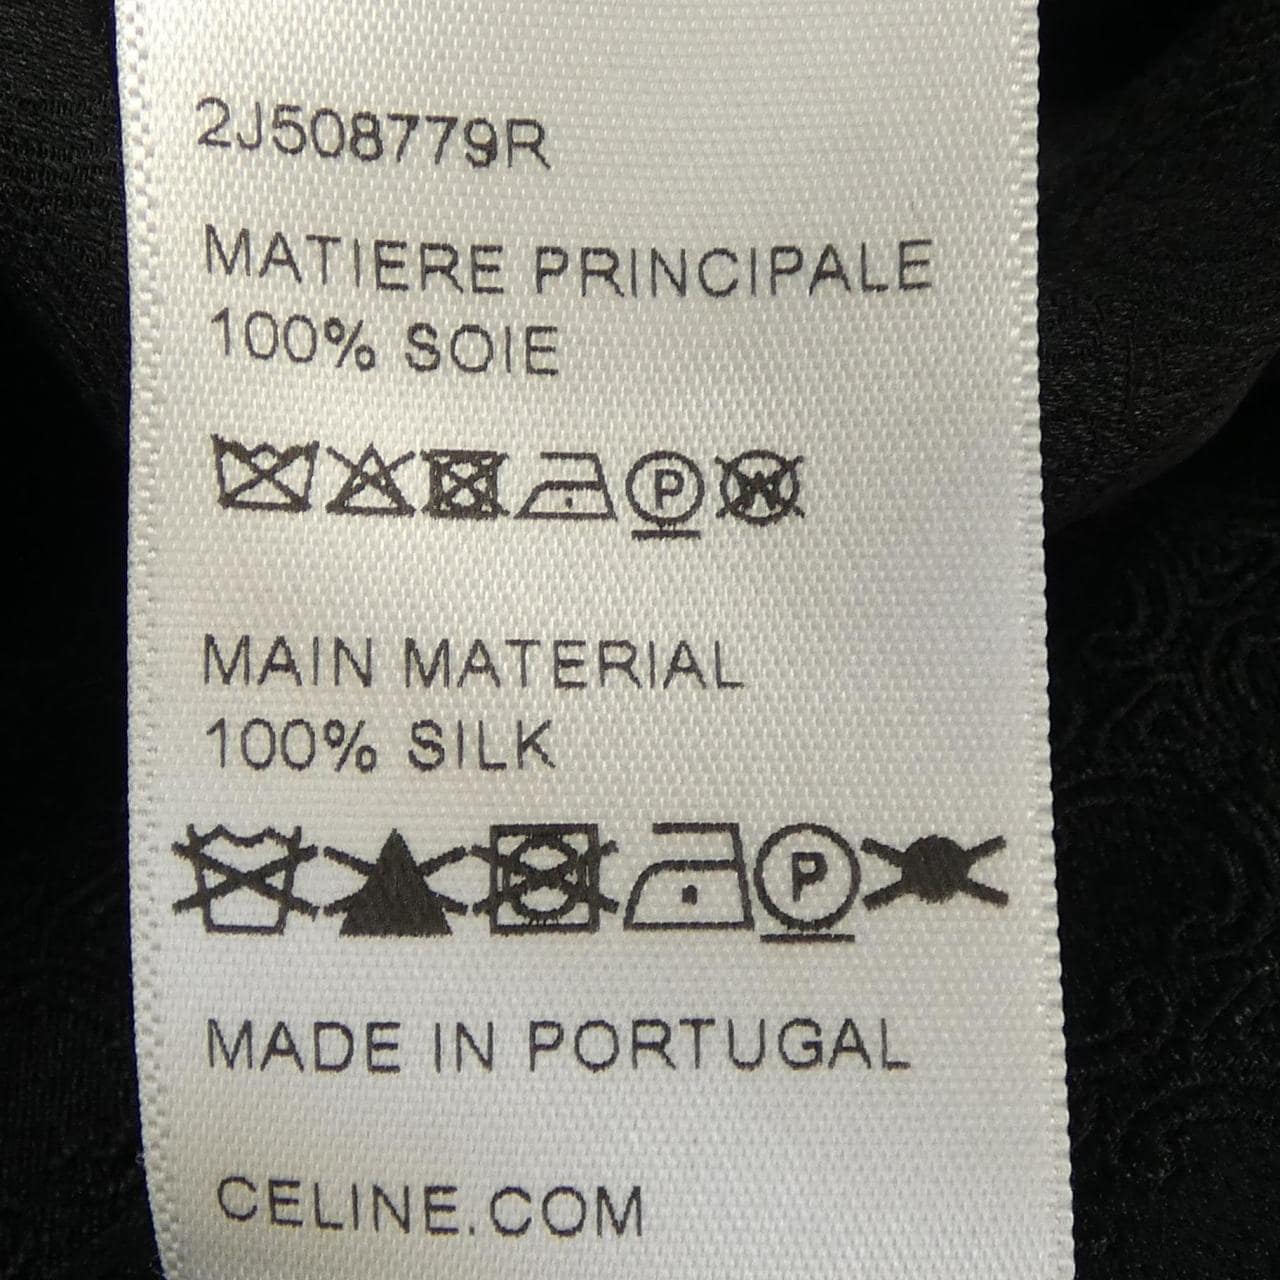 2J508779R
MATIERE PRINCIPALE
100% SOIE
P W
MAIN MATERIAL
100% SILK
P
MADE IN PORTUGAL
CELINE.COM